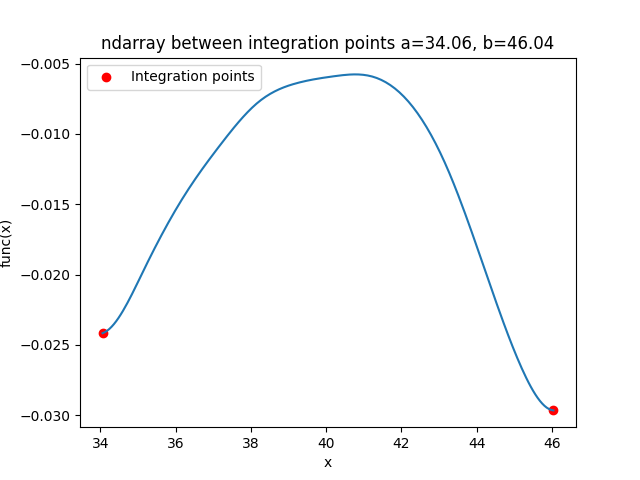 ndarray between integration points a=34.06, b=46.04
Integration points
−0.005
−0.010
−0.015
−0.020
−0.025
−0.030
func(x)
34 36 38 40 42 44 46
x